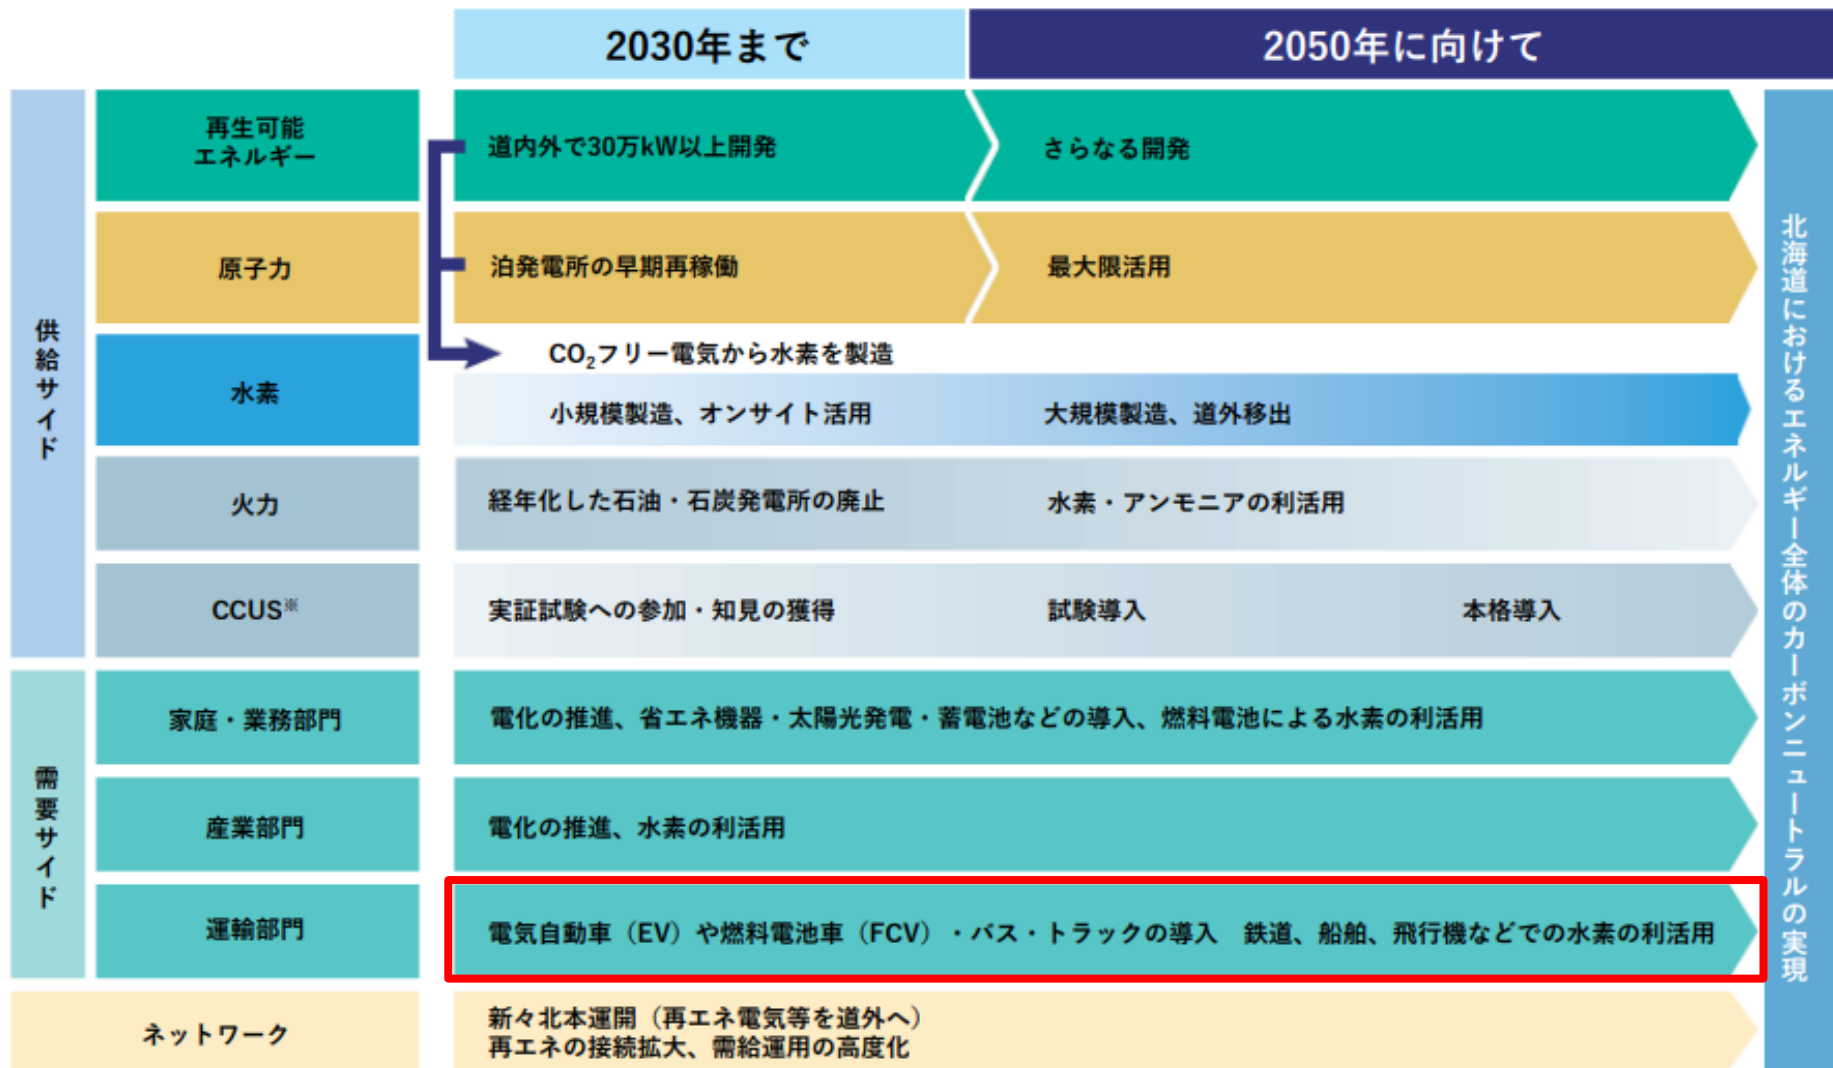 2030年まで
2050年に向けて
供給サイド
再生可能
エネルギー
道内外で30万kW以上開発
さらなる開発
原子力
泊発電所の早期再稼働
最大限活用
水素
CO₂フリー電気から水素を製造
小規模製造、オンサイト活用
大規模製造、道外移出
火力
経年化した石油・石炭発電所の廃止
水素・アンモニアの利活用
CCUS※
実証試験への参加・知見の獲得
試験導入
本格導入
需要サイド
家庭・業務部門
電化の推進、省エネ機器・太陽光発電・蓄電池などの導入、燃料電池による水素の利活用
産業部門
電化の推進、水素の利活用
運輸部門
電気自動車（EV）や燃料電池車（FCV）・バス・トラックの導入　鉄道、船舶、飛行機などでの水素の利活用
ネットワーク
新々北本運開（再エネ電気等を道外へ）
再エネの接続拡大、需給運用の高度化
北海道におけるエネルギー全体のカーボンニュートラルの実現